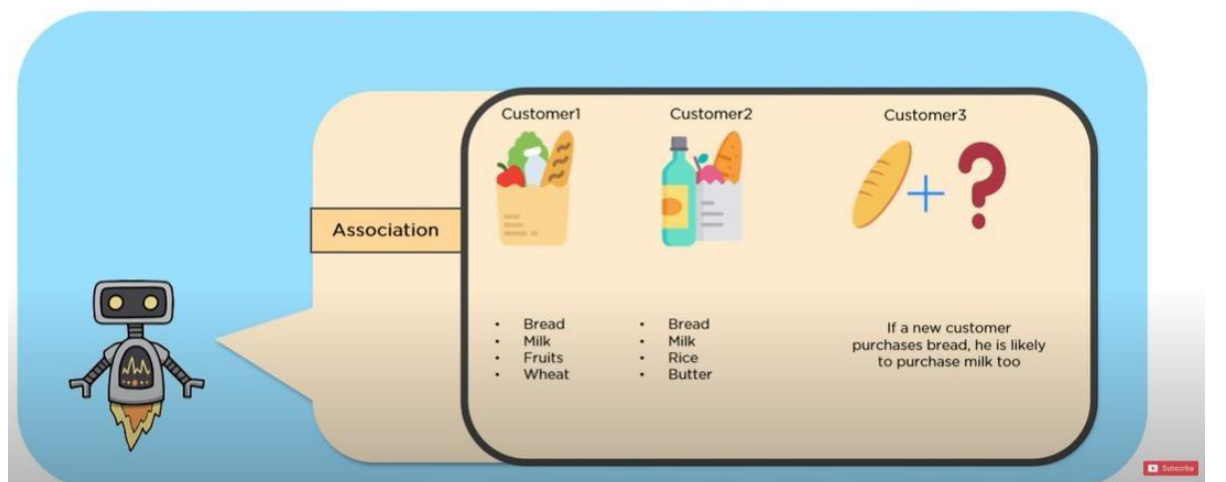 Customer1
Customer2
Customer3
Association
• Bread
• Milk
• Fruits
• Wheat
• Bread
• Milk
• Rice
• Butter
If a new customer
purchases bread, he is likely
to purchase milk too
Subscribe